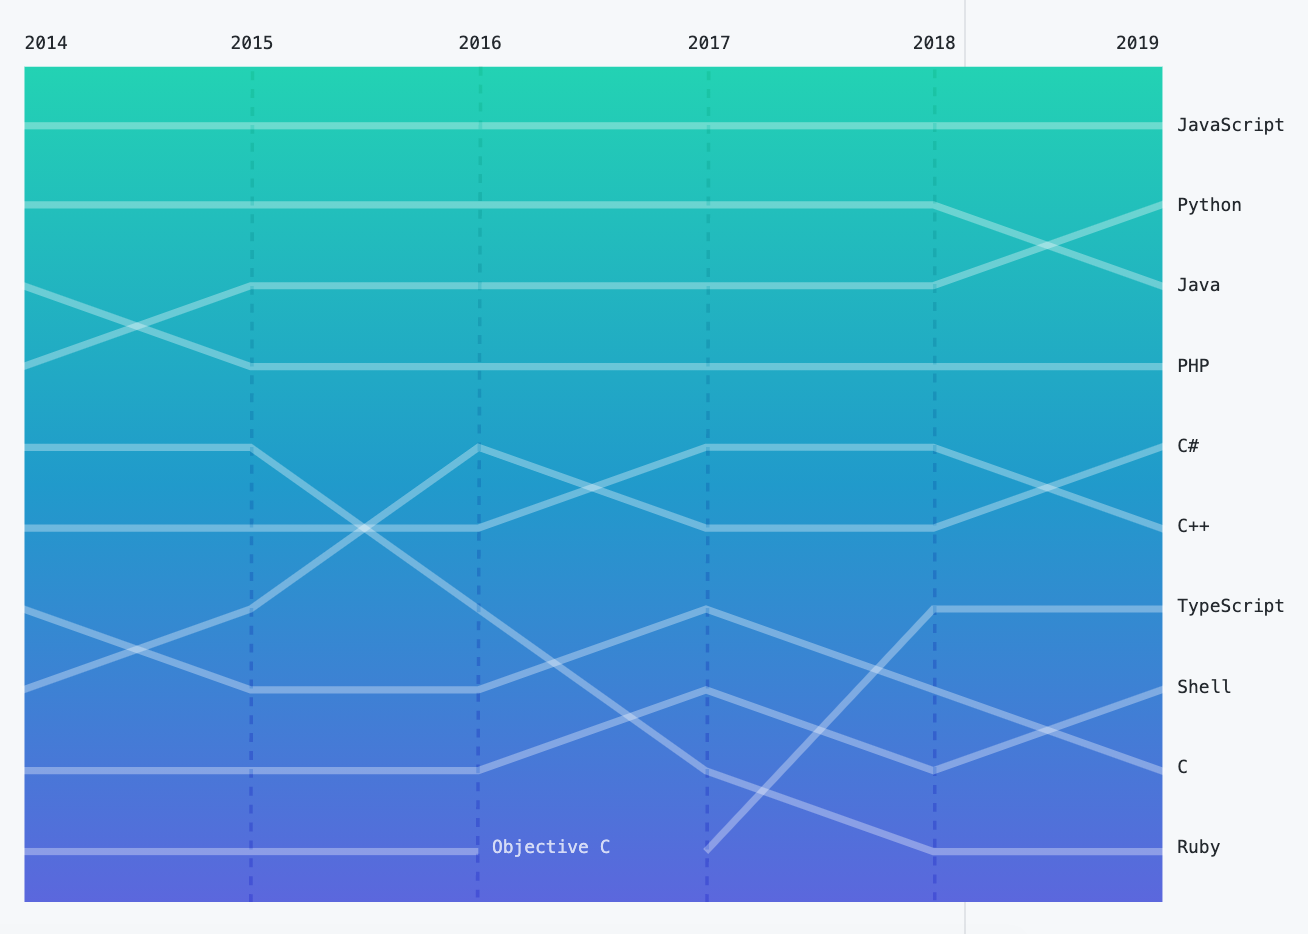 2014 2015 2016 2017 2018 2019
JavaScript
Python
Java
PHP
C#
C++
TypeScript
Shell
C
Objective C
Ruby